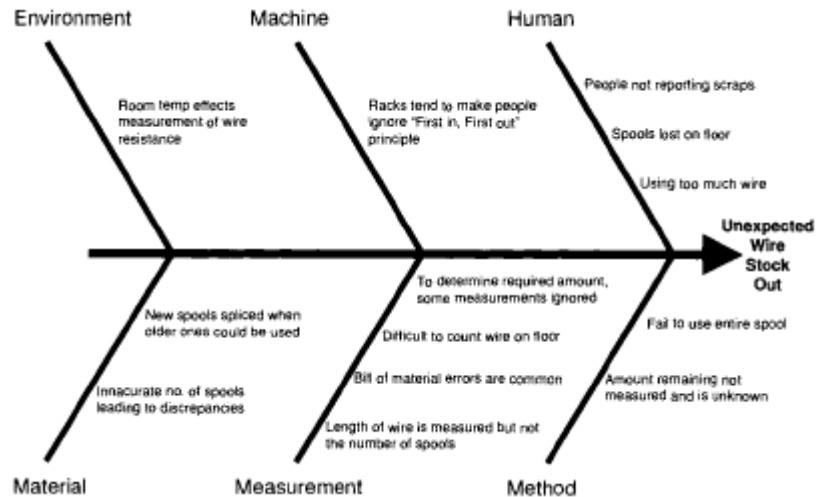 Environment
Machine
Human
Room temp effects
measurement of wire
resistance
Racks tend to make people
ignore "First in, First out"
principle
People not reporting scraps
Spools lost on floor
Using too much wire
Unexpected
Wire
Stock
Out
New spools spliced when
older ones could be used
Innacurate no. of spools
leading to discrepancies
To determine required amount,
some measurements ignored
Difficult to count wire on floor
Bill of material errors are common
Length of wire is measured but not
the number of spools
Fail to use entire spool
Amount remaining not
measured and is unknown
Material
Measurement
Method